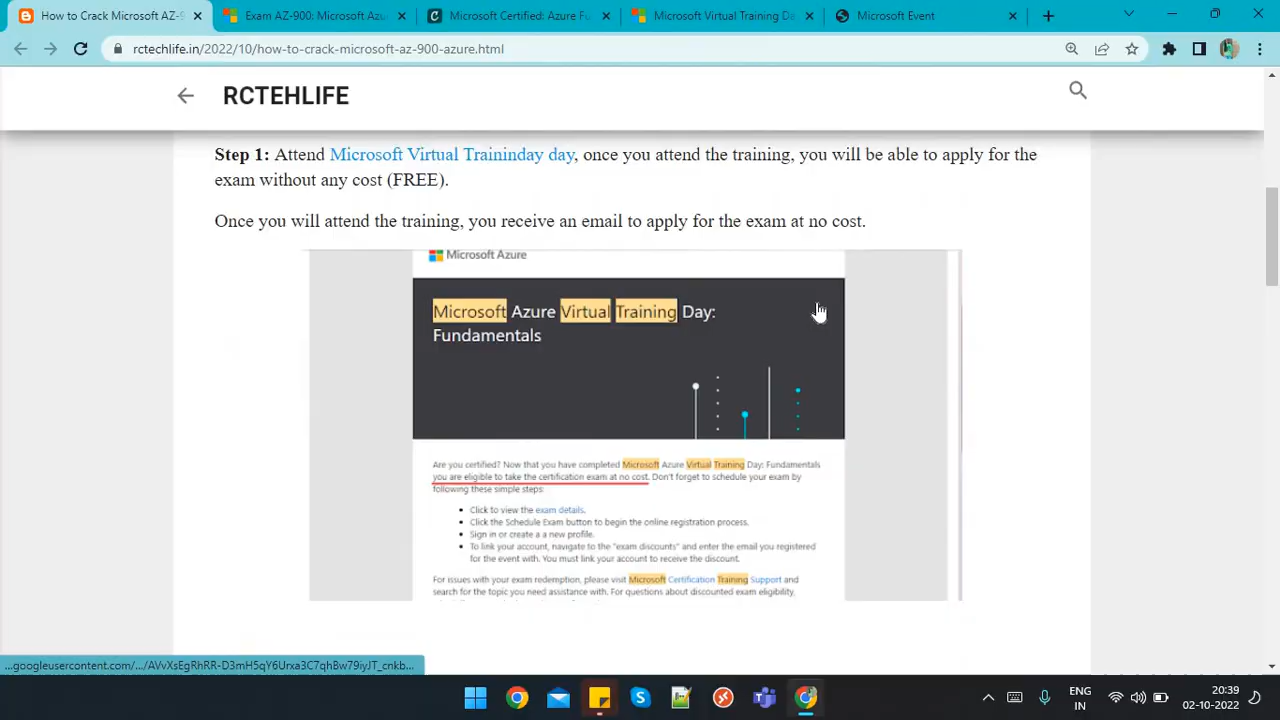 How to Crack Microsoft AZ-9
Exam AZ-900: Microsoft Azu
Microsoft Certified: Azure Fu
Microsoft Virtual Training Da
Microsoft Event
rctechlife.in/2022/10/how-to-crack-microsoft-az-900-azure.html
RCTEHLIFE
Step 1: Attend Microsoft Virtual Traininday day, once you attend the training, you will be able to apply for the
exam without any cost (FREE).
Once you will attend the training, you receive an email to apply for the exam at no cost.
Microsoft Azure
Microsoft Azure Virtual Training Day:
Fundamentals
Are you certified? Now that you have completed Microsoft Azure Virtual Training Day: Fundamentals
you are eligible to take the certification exam at no cost. Don't forget to schedule your exam by
following these simple steps:
• Click to view the exam details.
• Click the Schedule Exam button to begin the online registration process.
• Sign in or create a a new profile.
• To link your account, navigate to the "exam discounts" and enter the email you registered
for the event with. You must link your account to receive the discount.
For issues with your exam redemption, please visit Microsoft Certification Training Support and
search for the topic you need assistance with. For questions about discounted exam eligibility,
...googleusercontent.com/.../AVvXsEgRhRR-D3mH5qY6Urxa3C7qhBw79iyJT_cnkb...
ENG
IN
20:39
02-10-2022